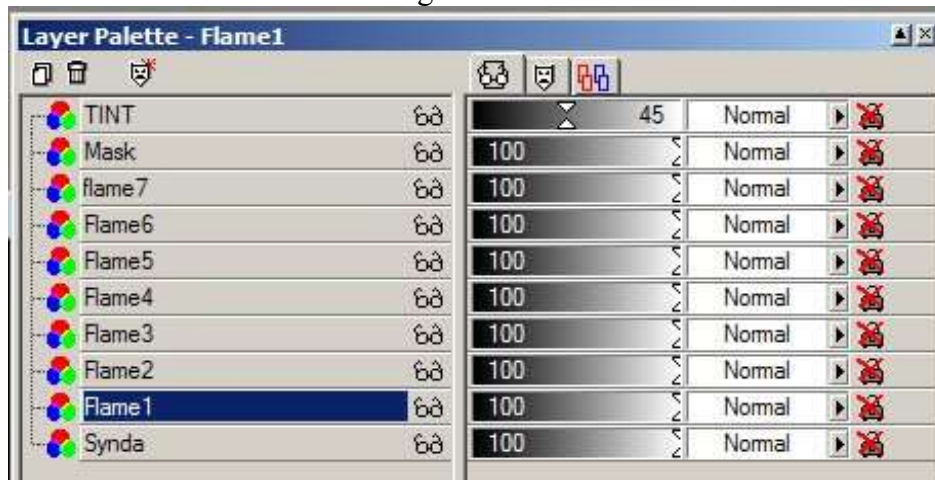 Layer Palette - Flame1
TINT 45 Normal
Mask 100 Normal
flame7 100 Normal
Flame6 100 Normal
Flame5 100 Normal
Flame4 100 Normal
Flame3 100 Normal
Flame2 100 Normal
Flame1 100 Normal
Synda 100 Normal